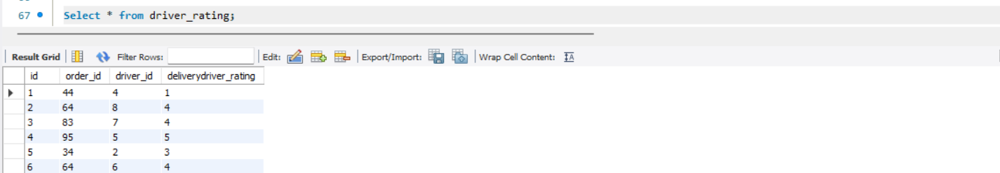 67 Select * from driver_rating;
Result Grid Filter Rows: Edit: Export/Import: Wrap Cell Content: IA
id order_id driver_id deliverydriver_rating
1 44 4 1
2 64 8 4
3 83 7 4
4 95 5 5
5 34 2 3
6 64 6 4